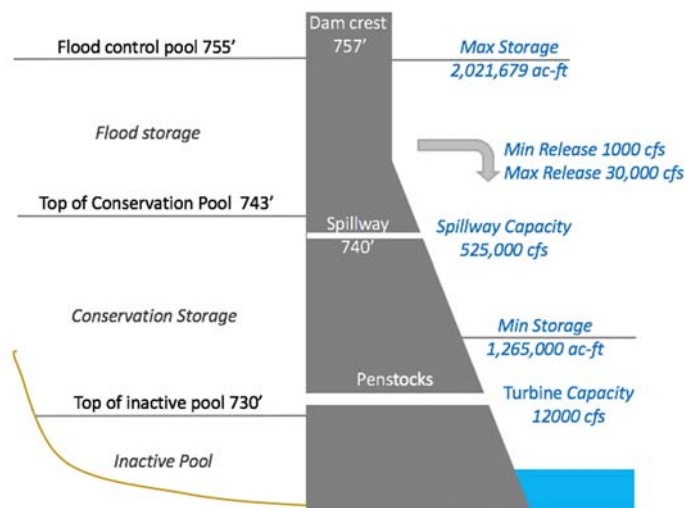 Dam crest
757’
Flood control pool 755’
Max Storage
2,021,679 ac-ft
Flood storage
Min Release 1000 cfs
Max Release 30,000 cfs
Top of Conservation Pool 743’
Spillway
740’
Spillway Capacity
525,000 cfs
Conservation Storage
Min Storage
1,265,000 ac-ft
Penstocks
Turbine Capacity
12000 cfs
Top of inactive pool 730’
Inactive Pool